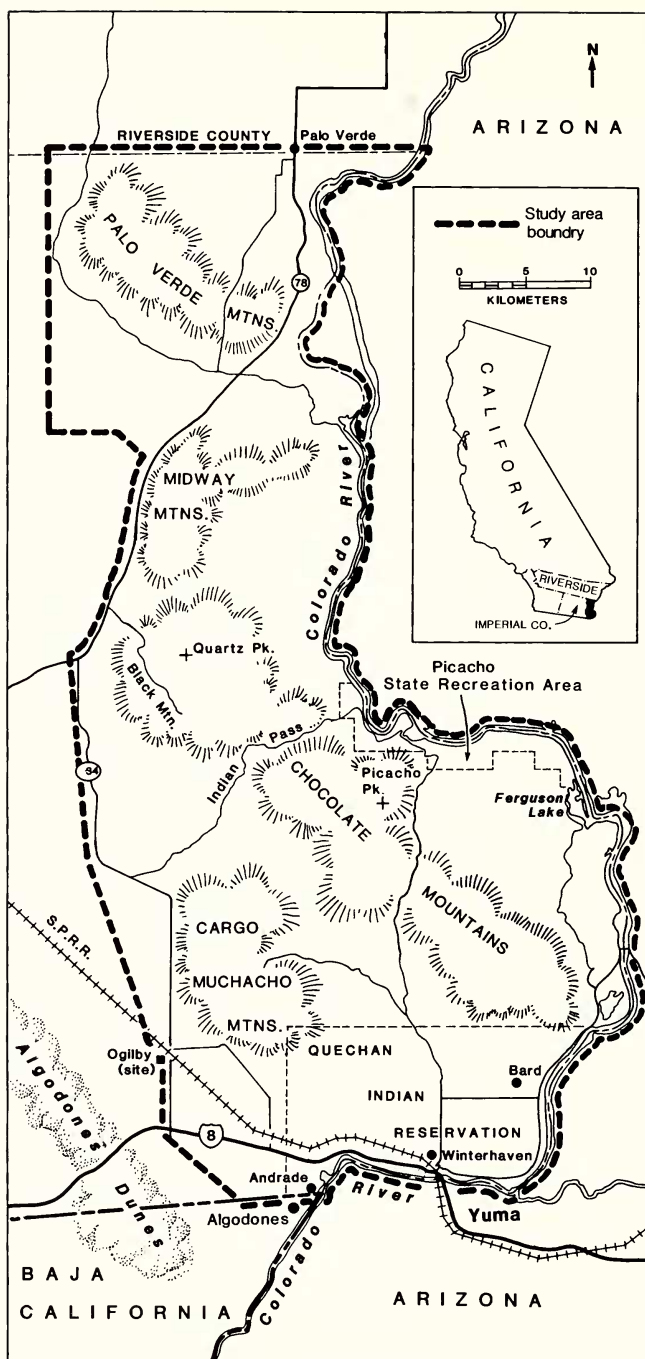 N
ARIZONA
RIVERSIDE COUNTY
Palo Verde
Study area
boundry
0 5 10
KILOMETERS
PALO VERDE
MTNS.
78
CALIFORNIA
RIVERSIDE
IMPERIAL CO.
MIDWAY
MTNS.
Colorado River
Quartz Pk.
Black Mtn.
Picacho
State Recreation Area
Indian Pass
S4
CHOCOLATE
Picacho
Pk.
Ferguson
Lake
MOUNTAINS
CARGO
MUCHACHO
MTNS.
S.P.R.R.
Ogilby
(site)
QUECHAN
INDIAN
RESERVATION
Bard
Algodones
Dunes
8
Winterhaven
Andrade
Algodones
River
Yuma
Colorado
BAJA
CALIFORNIA
ARIZONA